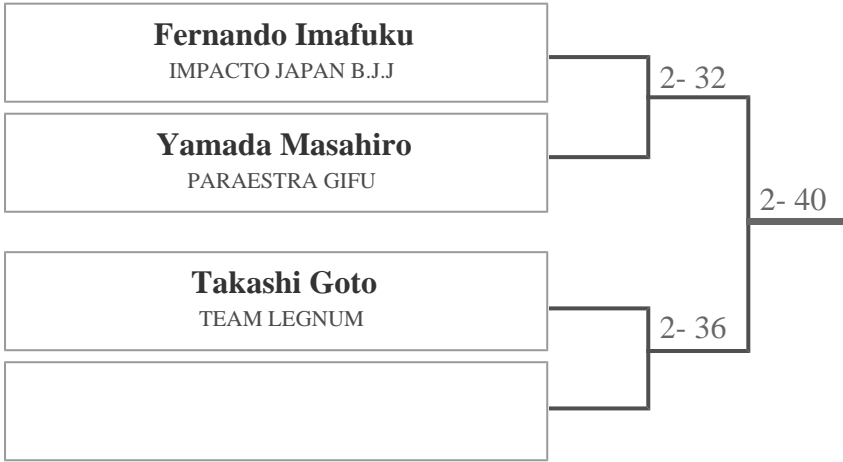 Fernando Imafuku
IMPACTO JAPAN B.J.J
2- 32
Yamada Masahiro
PARAESTRA GIFU
2- 40
Takashi Goto
TEAM LEGNUM
2- 36